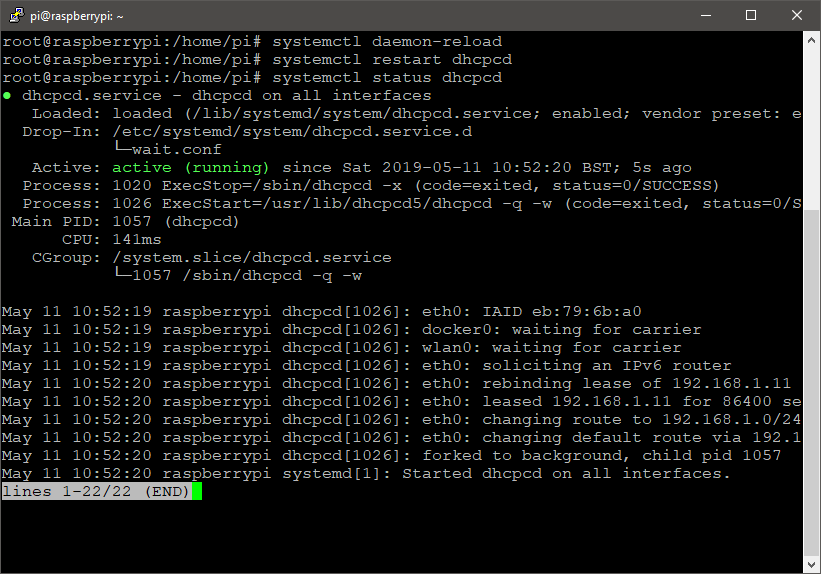 pi@raspberrypi: ~
root@raspberrypi:/home/pi# systemctl daemon-reload
root@raspberrypi:/home/pi# systemctl restart dhcpcd
root@raspberrypi:/home/pi# systemctl status dhcpcd
● dhcpcd.service - dhcpcd on all interfaces
   Loaded: loaded (/lib/systemd/system/dhcpcd.service; enabled; vendor preset: e
  Drop-In: /etc/systemd/system/dhcpcd.service.d
           └─wait.conf
   Active: active (running) since Sat 2019-05-11 10:52:20 BST; 5s ago
  Process: 1020 ExecStop=/sbin/dhcpcd -x (code=exited, status=0/SUCCESS)
  Process: 1026 ExecStart=/usr/lib/dhcpcd5/dhcpcd -q -w (code=exited, status=0/S
 Main PID: 1057 (dhcpcd)
      CPU: 141ms
   CGroup: /system.slice/dhcpcd.service
           └─1057 /sbin/dhcpcd -q -w
May 11 10:52:19 raspberrypi dhcpcd[1026]: eth0: IAID eb:79:6b:a0
May 11 10:52:19 raspberrypi dhcpcd[1026]: docker0: waiting for carrier
May 11 10:52:19 raspberrypi dhcpcd[1026]: wlan0: waiting for carrier
May 11 10:52:19 raspberrypi dhcpcd[1026]: eth0: soliciting an IPv6 router
May 11 10:52:20 raspberrypi dhcpcd[1026]: eth0: rebinding lease of 192.168.1.11
May 11 10:52:20 raspberrypi dhcpcd[1026]: eth0: leased 192.168.1.11 for 86400 se
May 11 10:52:20 raspberrypi dhcpcd[1026]: eth0: changing route to 192.168.1.0/24
May 11 10:52:20 raspberrypi dhcpcd[1026]: eth0: changing default route via 192.1
May 11 10:52:20 raspberrypi dhcpcd[1026]: forked to background, child pid 1057
May 11 10:52:20 raspberrypi systemd[1]: Started dhcpcd on all interfaces.
lines 1-22/22 (END)